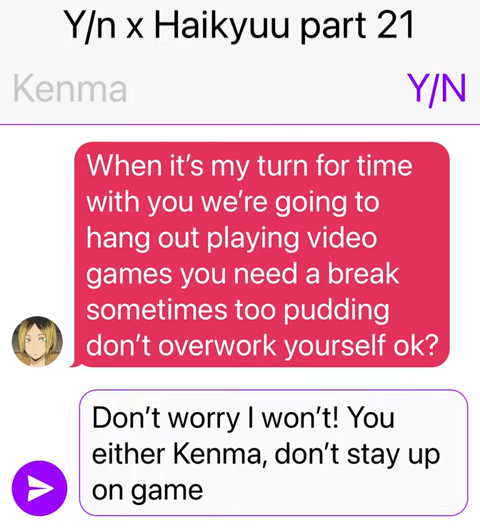 Y/n x Haikyuu part 21
Kenma
Y/N
When it’s my turn for time
with you we’re going to
hang out playing video
games you need a break
sometimes too pudding
don’t overwork yourself ok?
Don’t worry I won’t! You
either Kenma, don’t stay up
on game